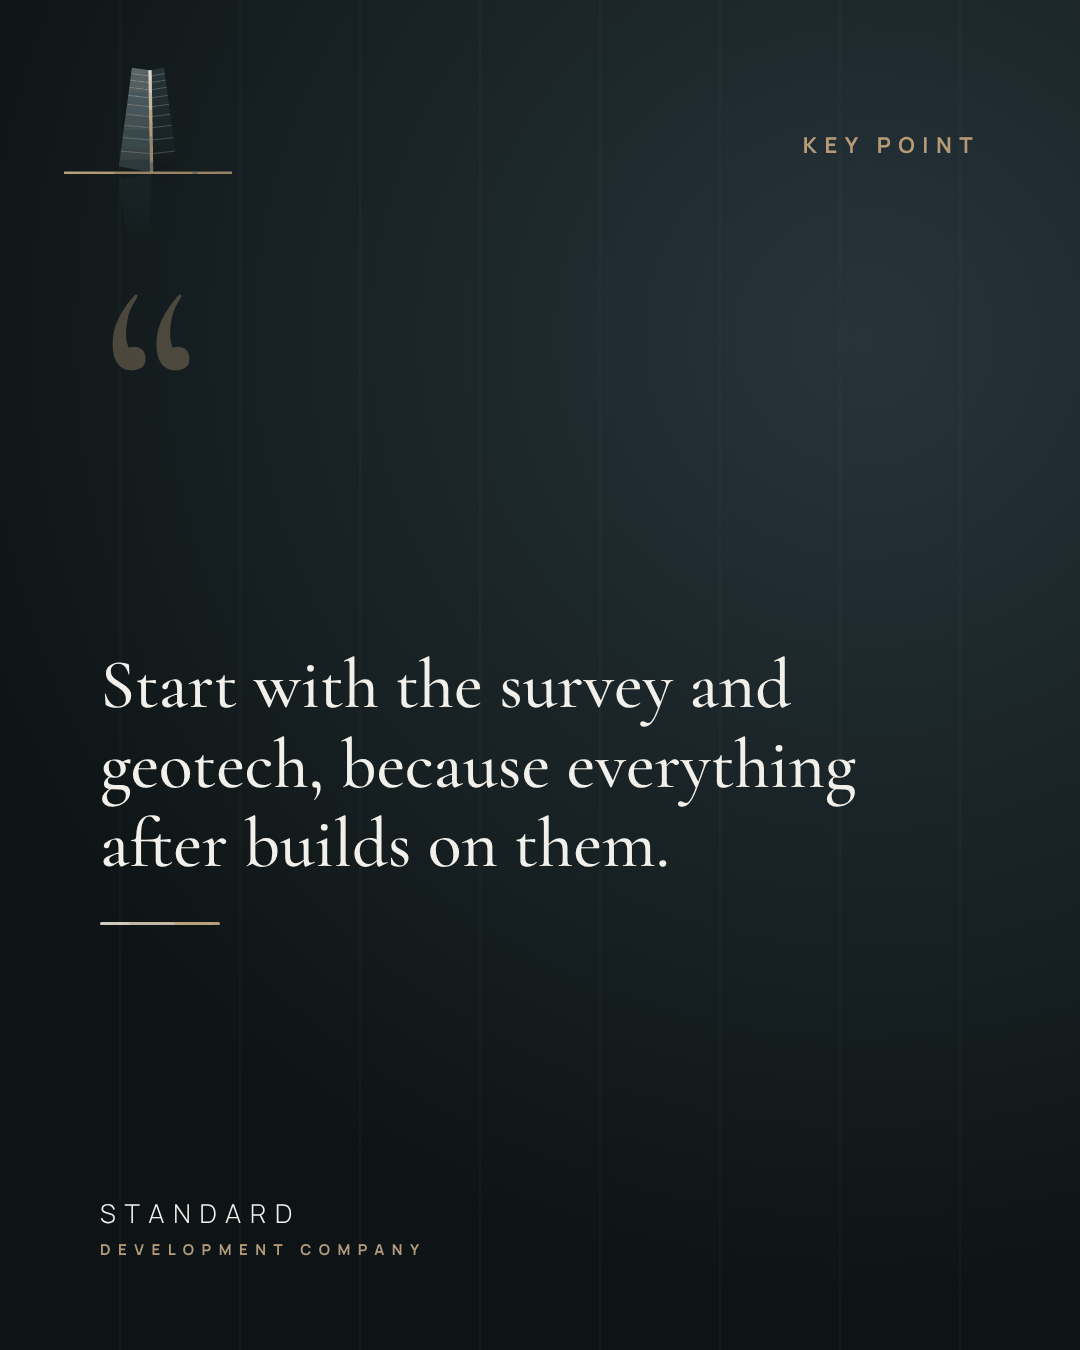 KEY POINT
“
Start with the survey and
geotech, because everything
after builds on them.
STANDARD
DEVELOPMENT COMPANY